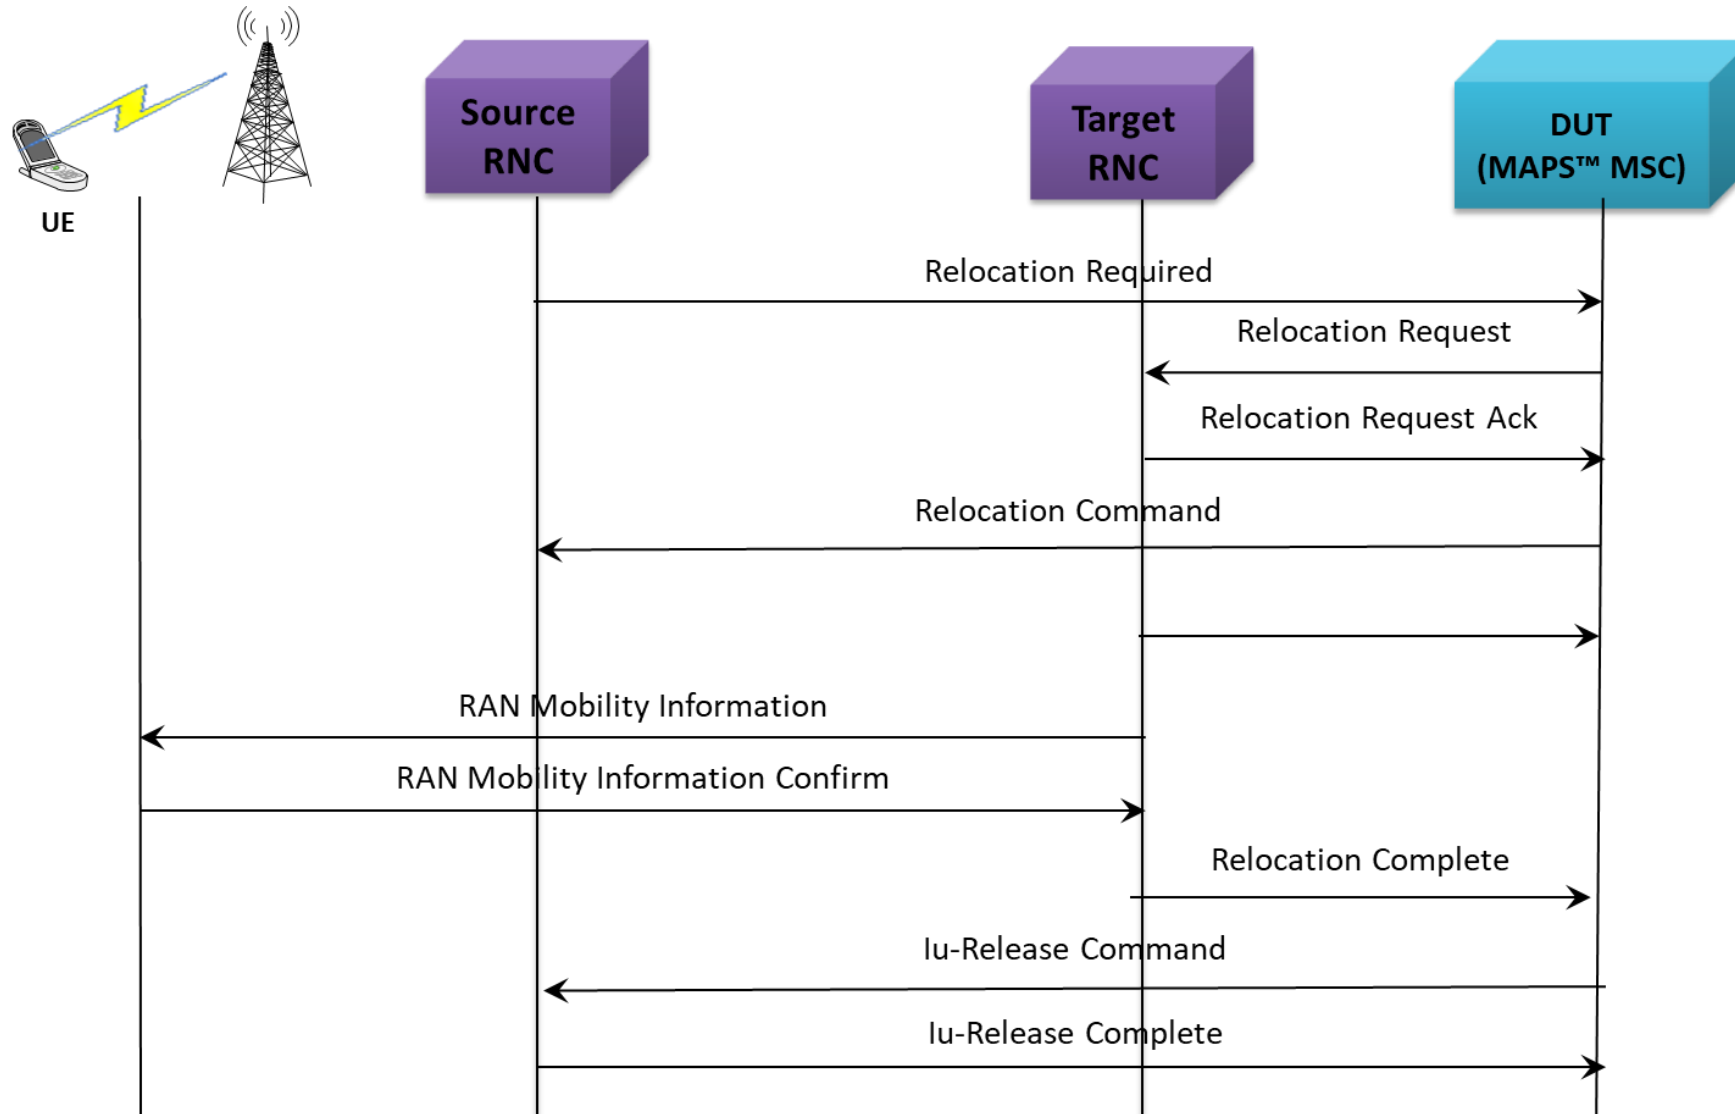 Source
RNC
Target
RNC
DUT
(MAPS™ MSC)
UE
Relocation Required
Relocation Request
Relocation Request Ack
Relocation Command
RAN Mobility Information
RAN Mobility Information Confirm
Relocation Complete
Iu-Release Command
Iu-Release Complete